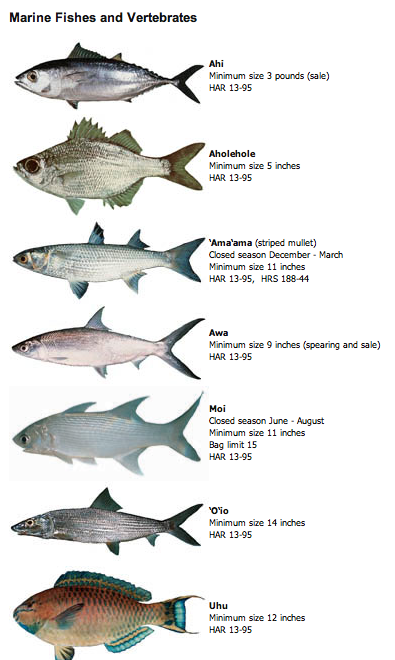 Marine Fishes and Vertebrates
Ahi
Minimum size 3 pounds (sale)
HAR 13-95
Aholehole
Minimum size 5 inches
HAR 13-95
‘Ama‘ama (striped mullet)
Closed season December - March
Minimum size 11 inches
HAR 13-95, HRS 188-44
Awa
Minimum size 9 inches (spearing and sale)
HAR 13-95
Moi
Closed season June - August
Minimum size 11 inches
Bag limit 15
HAR 13-95
‘O‘io
Minimum size 14 inches
HAR 13-95
Uhu
Minimum size 12 inches
HAR 13-95